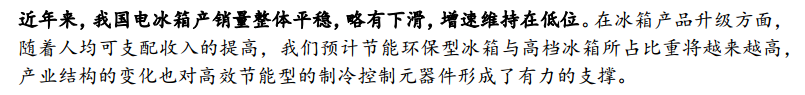 近年来，我国电冰箱产销量整体平稳，略有下滑，增速维持在低位。在冰箱产品升级方面，
随着人均可支配收入的提高，我们预计节能环保型冰箱与高档冰箱所占比重将越来越高，
产业结构的变化也对高效节能型的制冷控制元器件形成了有力的支撑。